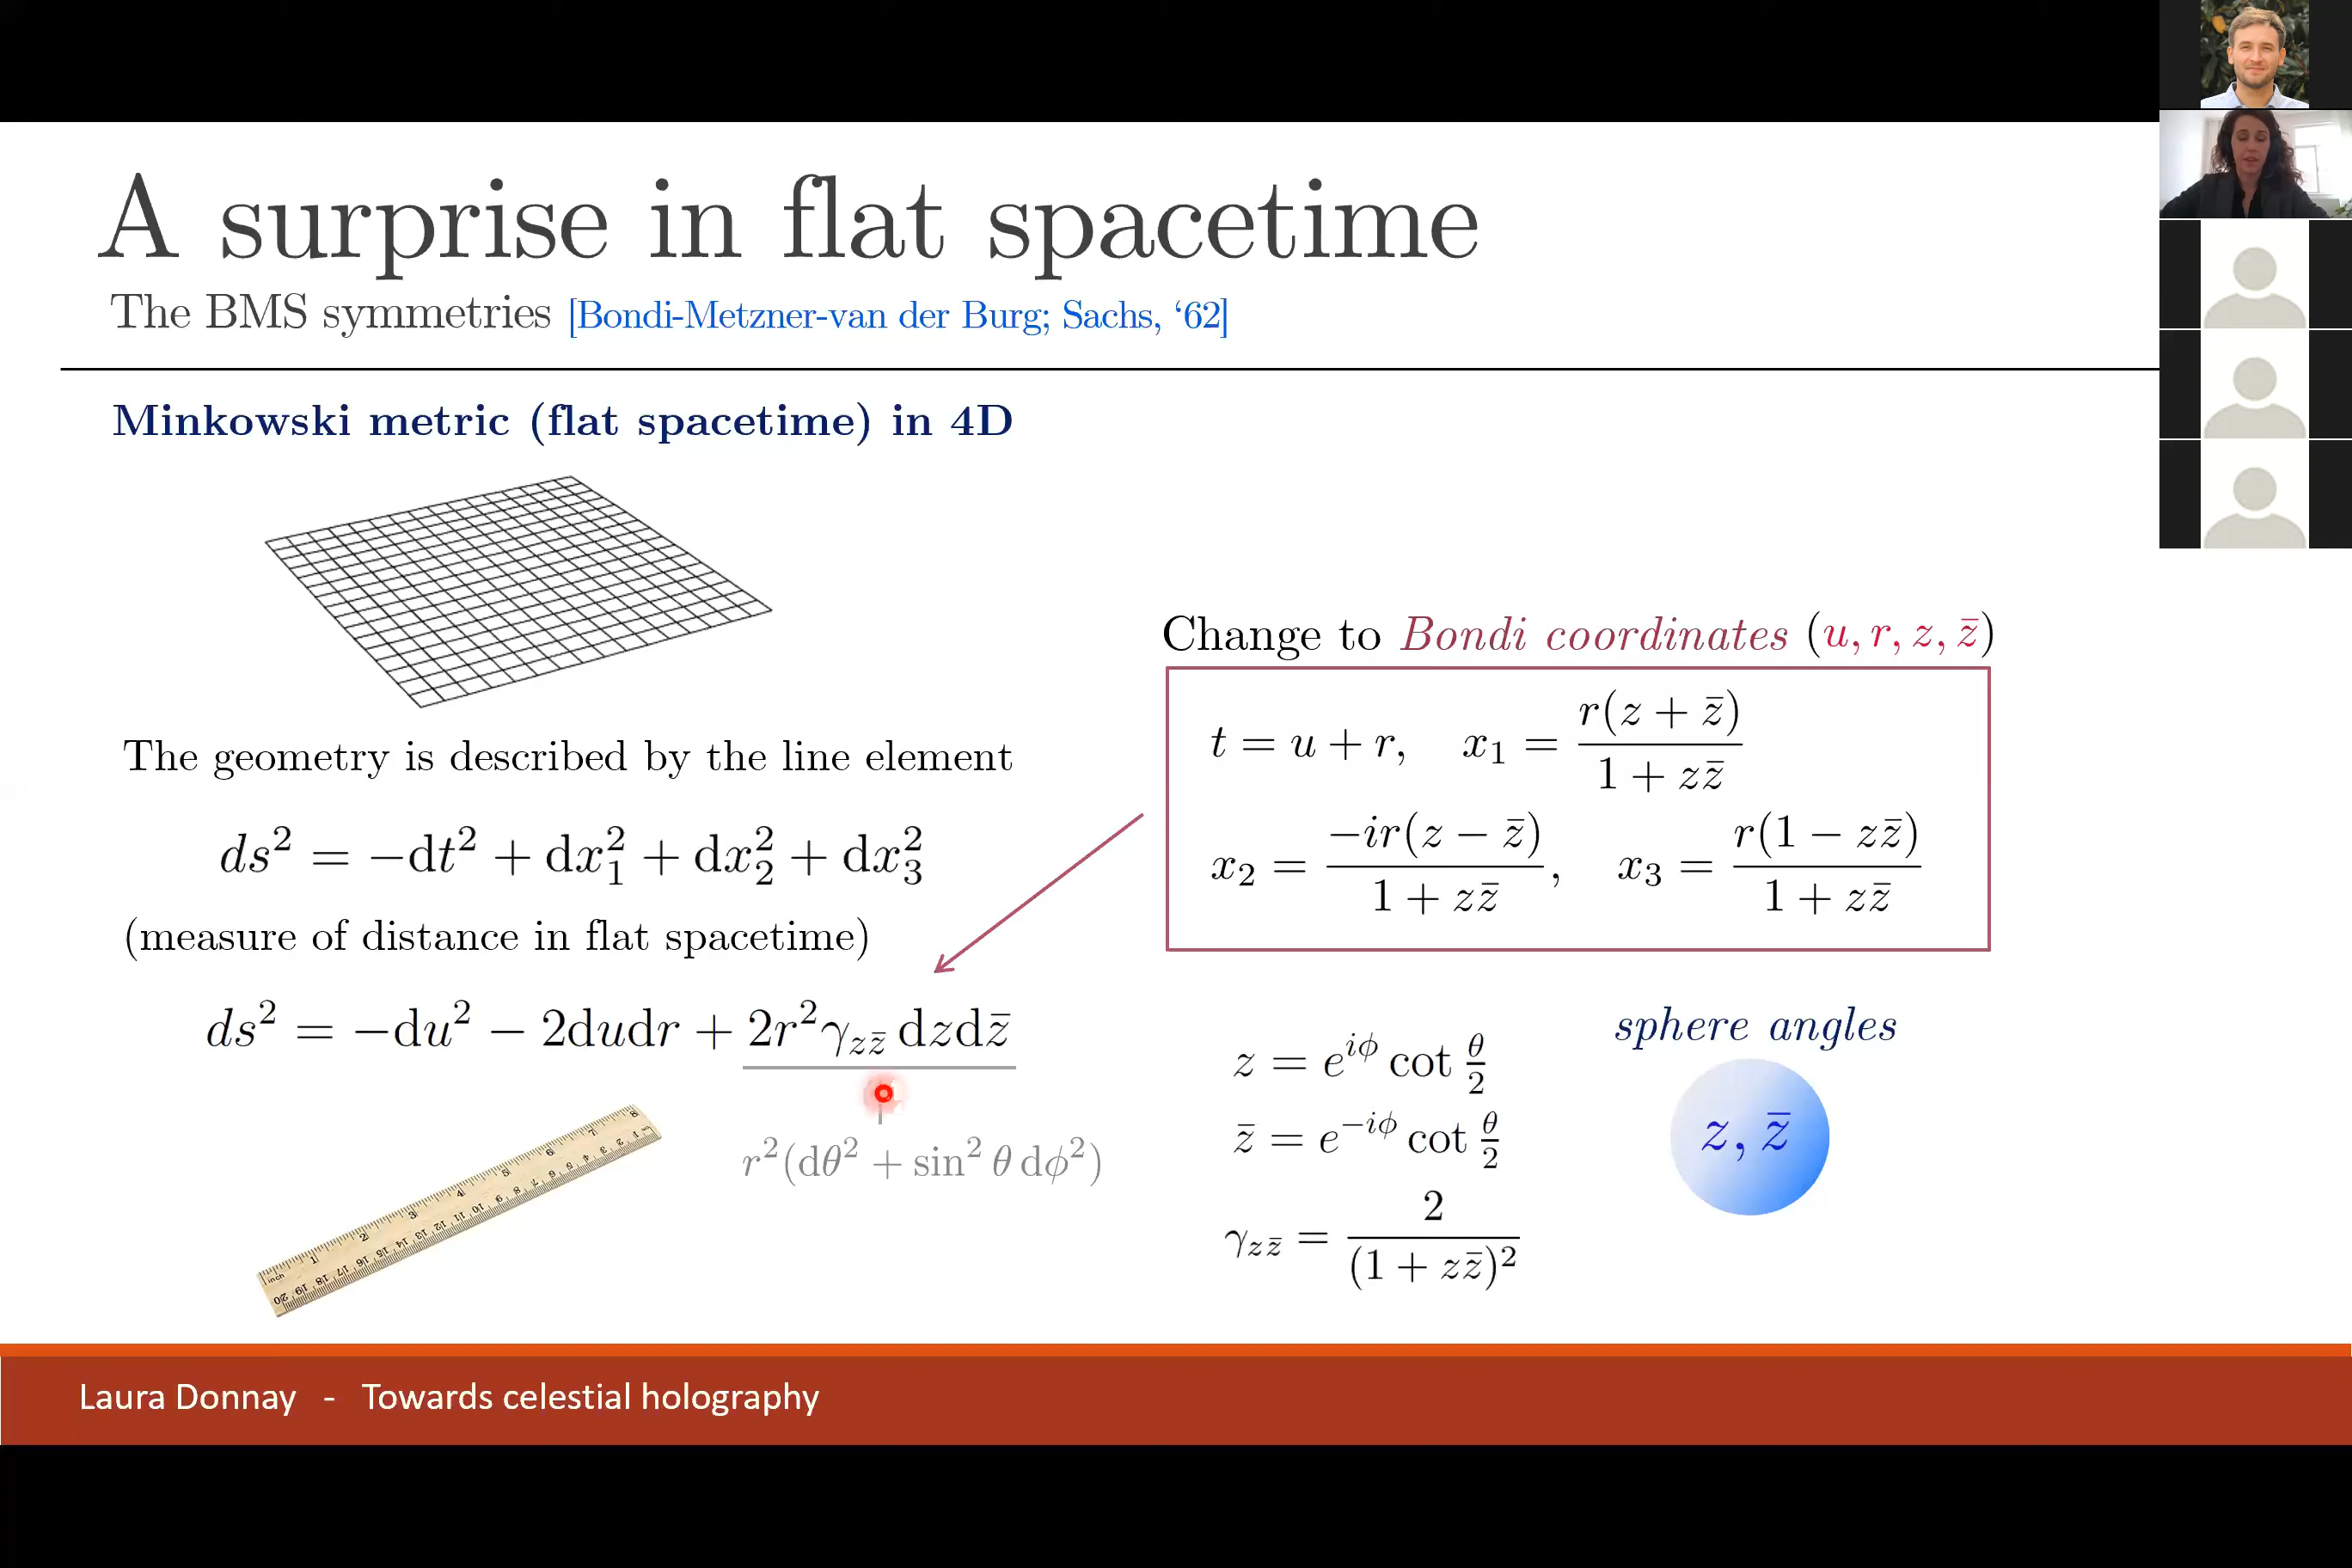 A surprise in flat spacetime
The BMS symmetries [Bondi-Metzner-van der Burg; Sachs, ‘62]
Minkowski metric (flat spacetime) in 4D
The geometry is described by the line element
ds² = −dt² + dx₁² + dx₂² + dx₃²
(measure of distance in flat spacetime)
ds² = −du² − 2dudr + 2r²γ_{zz̄} dzdz̄
r²(dθ² + sin² θ dϕ²)
Change to Bondi coordinates (u, r, z, z̄)
t = u + r, x₁ = r(z + z̄) / 1 + zz̄
x₂ = −ir(z − z̄) / 1 + zz̄, x₃ = r(1 − zz̄) / 1 + zz̄
z = e^{iϕ} cot θ/2
z̄ = e^{−iϕ} cot θ/2
γ_{zz̄} = 2 / (1 + zz̄)²
sphere angles
z, z̄
Laura Donnay - Towards celestial holography